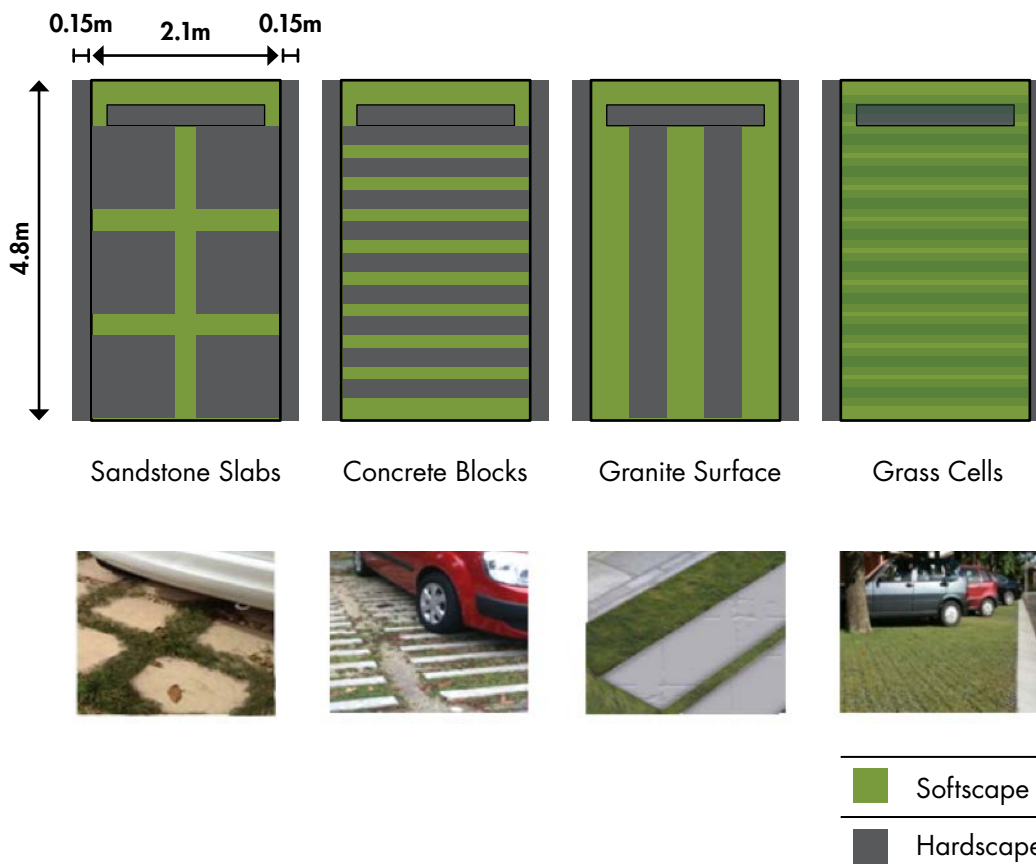 0.15m 2.1m 0.15m
4.8m
Sandstone Slabs Concrete Blocks Granite Surface Grass Cells
Softscape
Hardscape